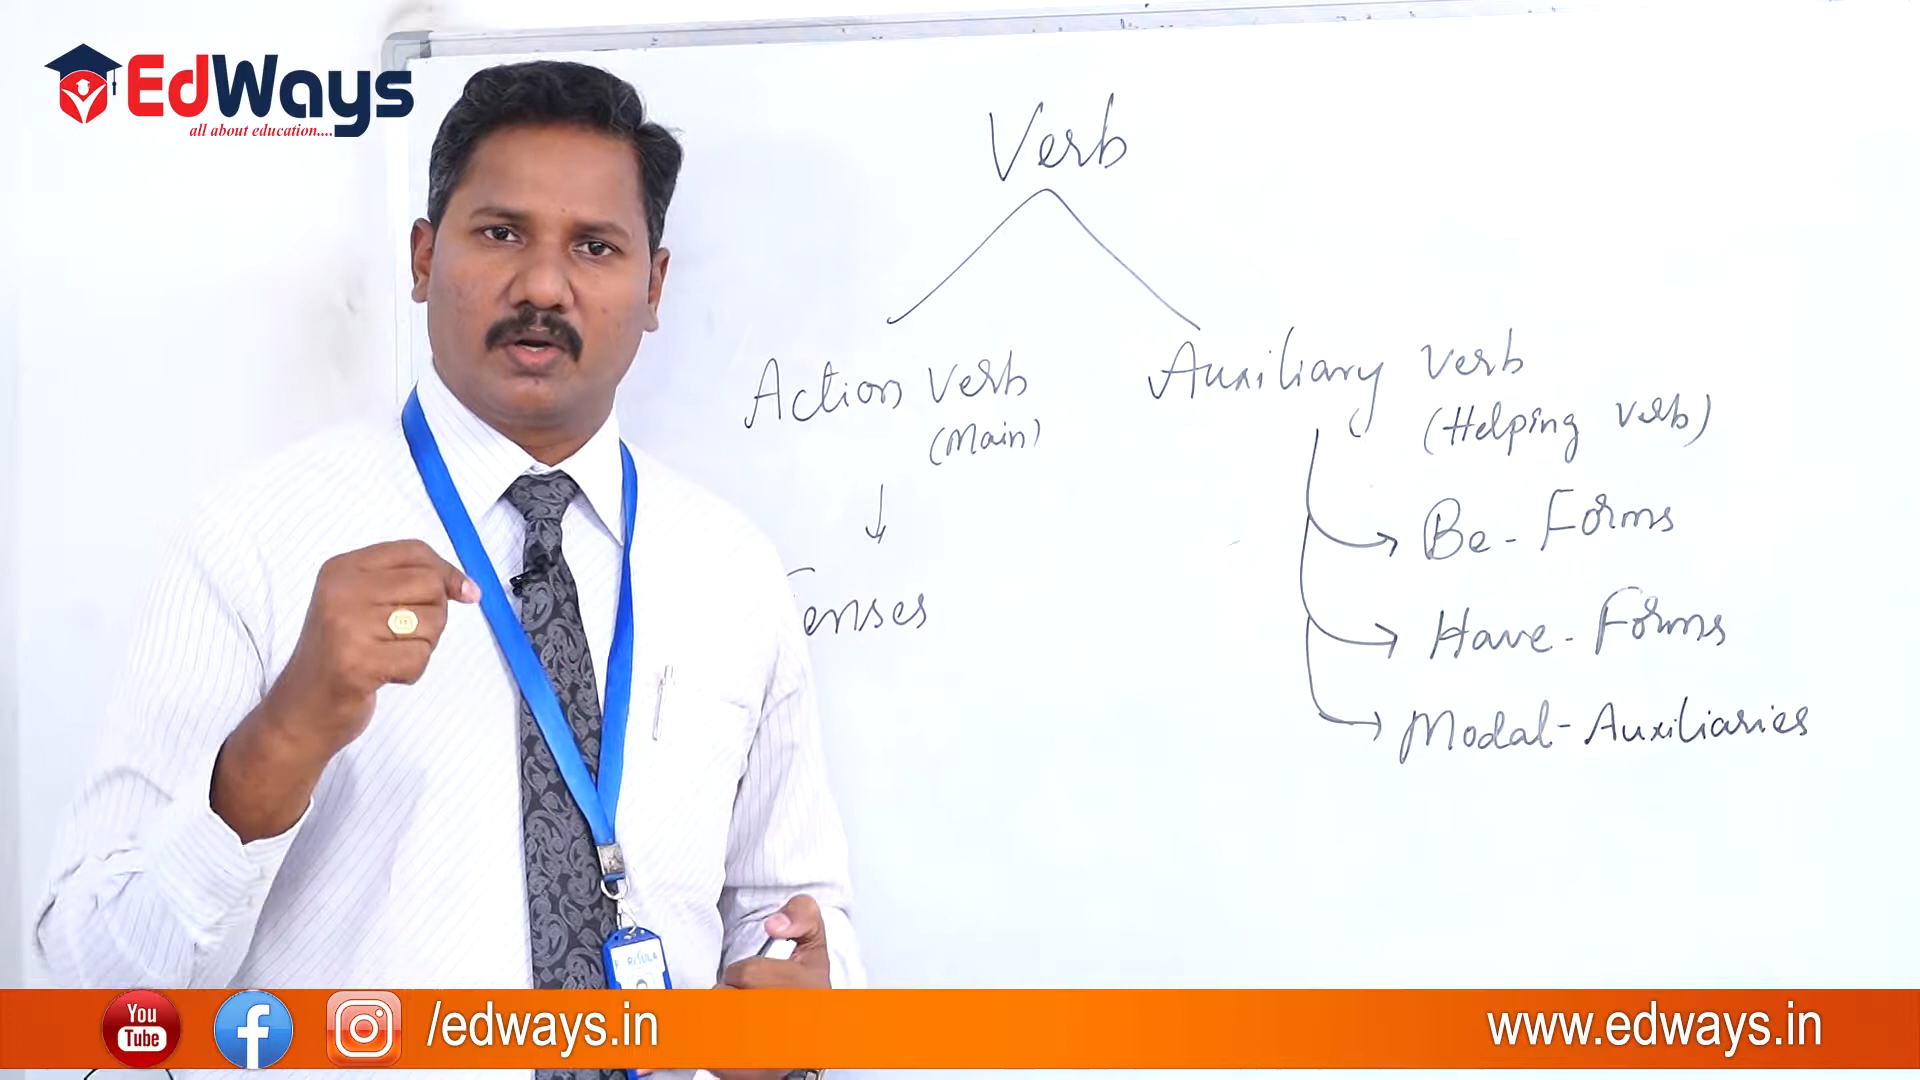 EdWays
all about education....
Verb
Action Verb
(Main)
Tenses
Auxiliary Verb
(Helping Verb)
Be - Forms
Have - Forms
Modal - Auxiliaries
You
Tube
/edways.in
www.edways.in